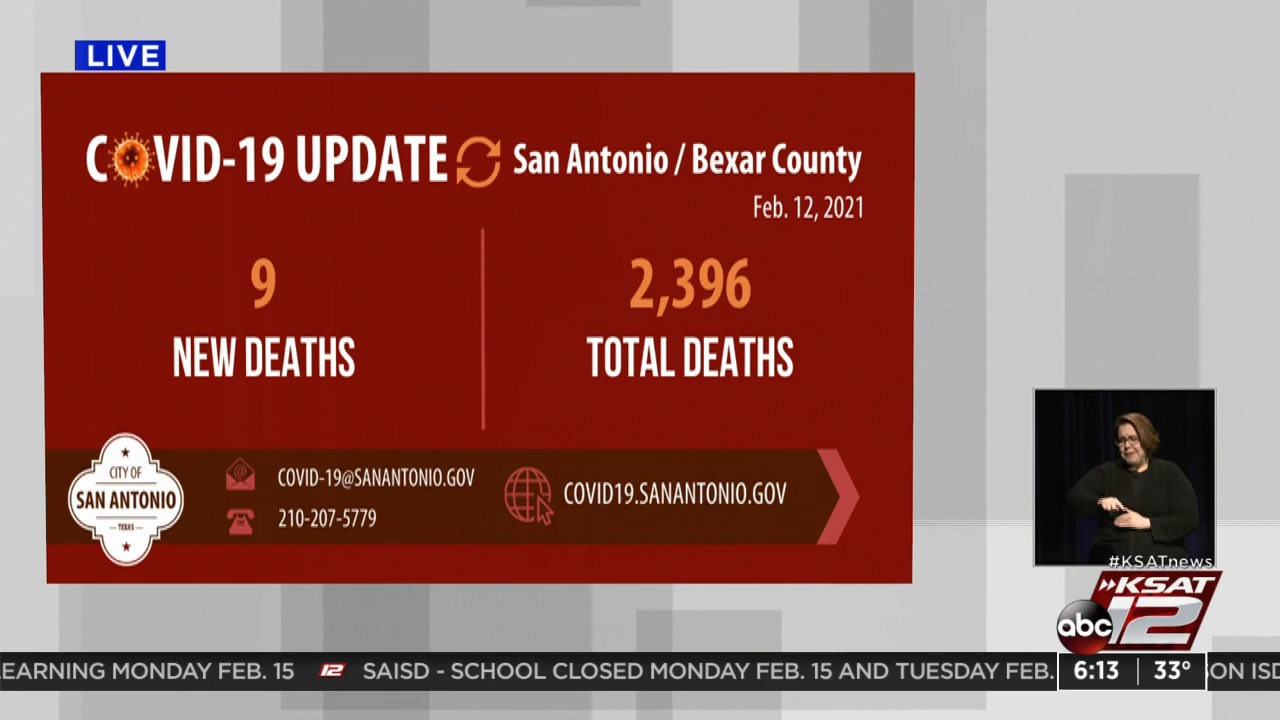 LIVE
COVID-19 UPDATE
San Antonio / Bexar County
Feb. 12, 2021
9
NEW DEATHS
2,396
TOTAL DEATHS
CITY OF
SAN ANTONIO
TEXAS
COVID-19@SANANTONIO.GOV
210-207-5779
COVID19.SANANTONIO.GOV
#KSATnews
KSAT
abc 12
EARNING MONDAY FEB. 15 12 SAISD - SCHOOL CLOSED MONDAY FEB. 15 AND TUESDAY FEB. 6:13 33° ON ISD